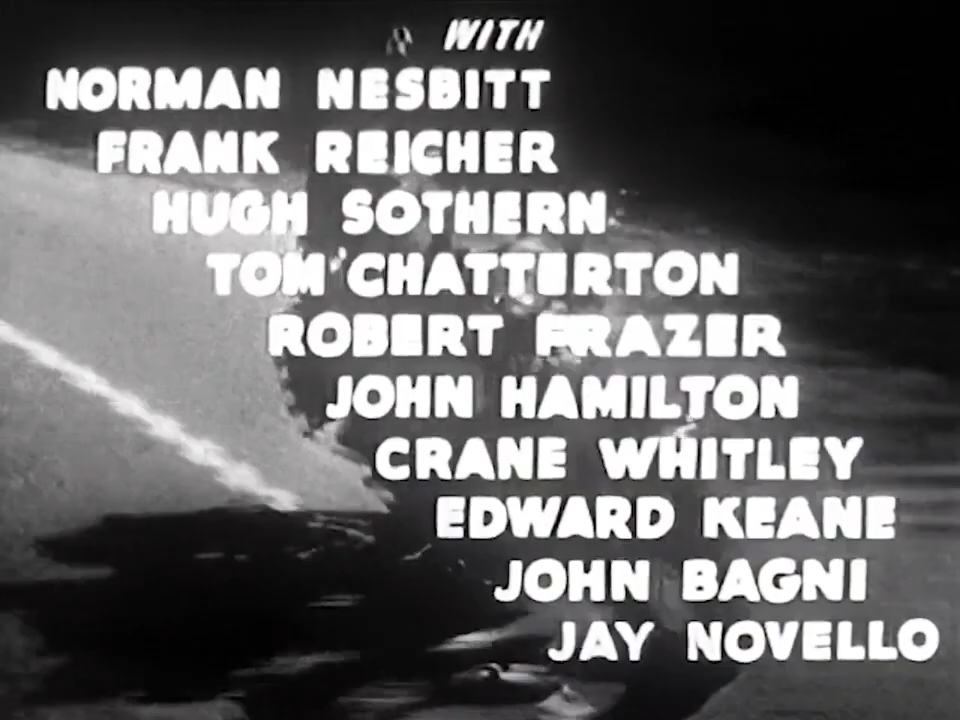 WITH
NORMAN NESBITT
FRANK REICHER
HUGH SOTHERN
TOM CHATTERTON
ROBERT FRAZER
JOHN HAMILTON
CRANE WHITLEY
EDWARD KEANE
JOHN BAGNI
JAY NOVELLO